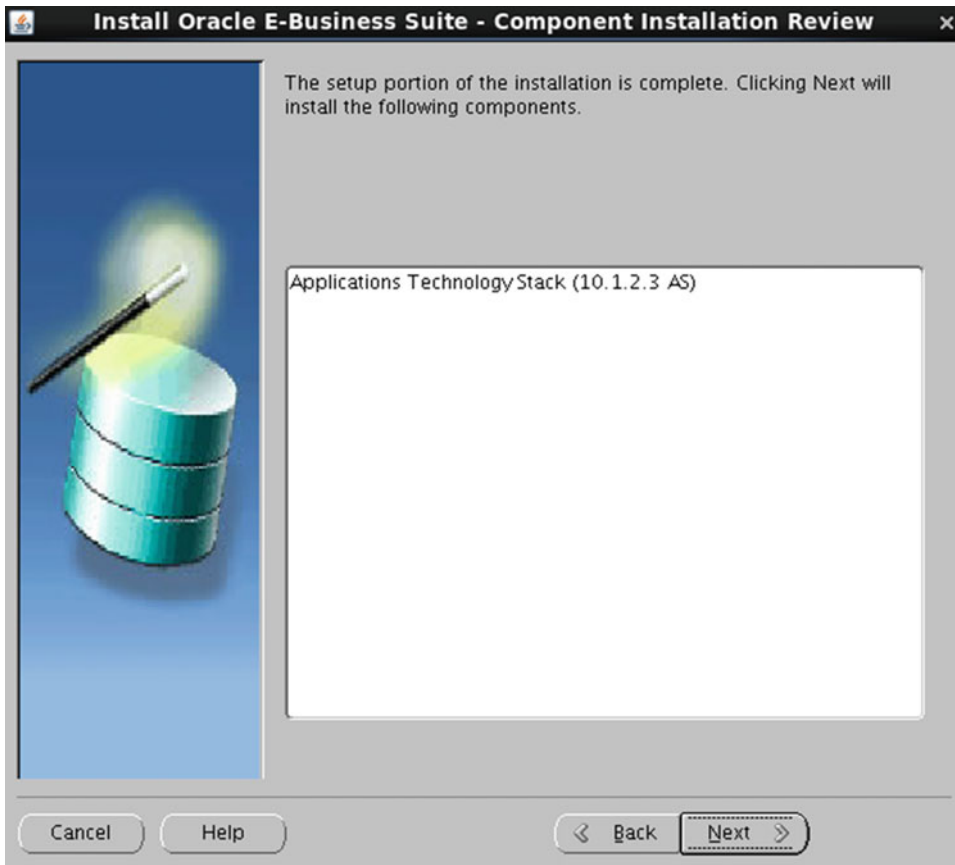 Install Oracle E-Business Suite - Component Installation Review
The setup portion of the installation is complete. Clicking Next will
install the following components.
Applications Technology Stack (10.1.2.3 AS)
Cancel
Help
Back
Next